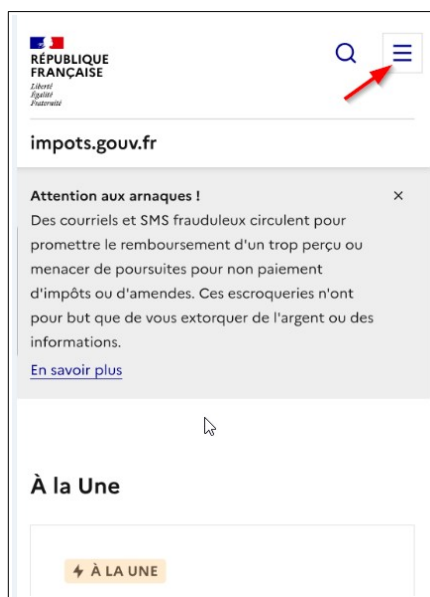 RÉPUBLIQUE
FRANÇAISE
Liberté
Égalité
Fraternité
impots.gouv.fr
Attention aux arnaques !
Des courriels et SMS frauduleux circulent pour
promettre le remboursement d'un trop perçu ou
menacer de poursuites pour non paiement
d'impôts ou d'amendes. Ces escroqueries n'ont
pour but que de vous extorquer de l'argent ou des
informations.
En savoir plus
À la Une
À LA UNE